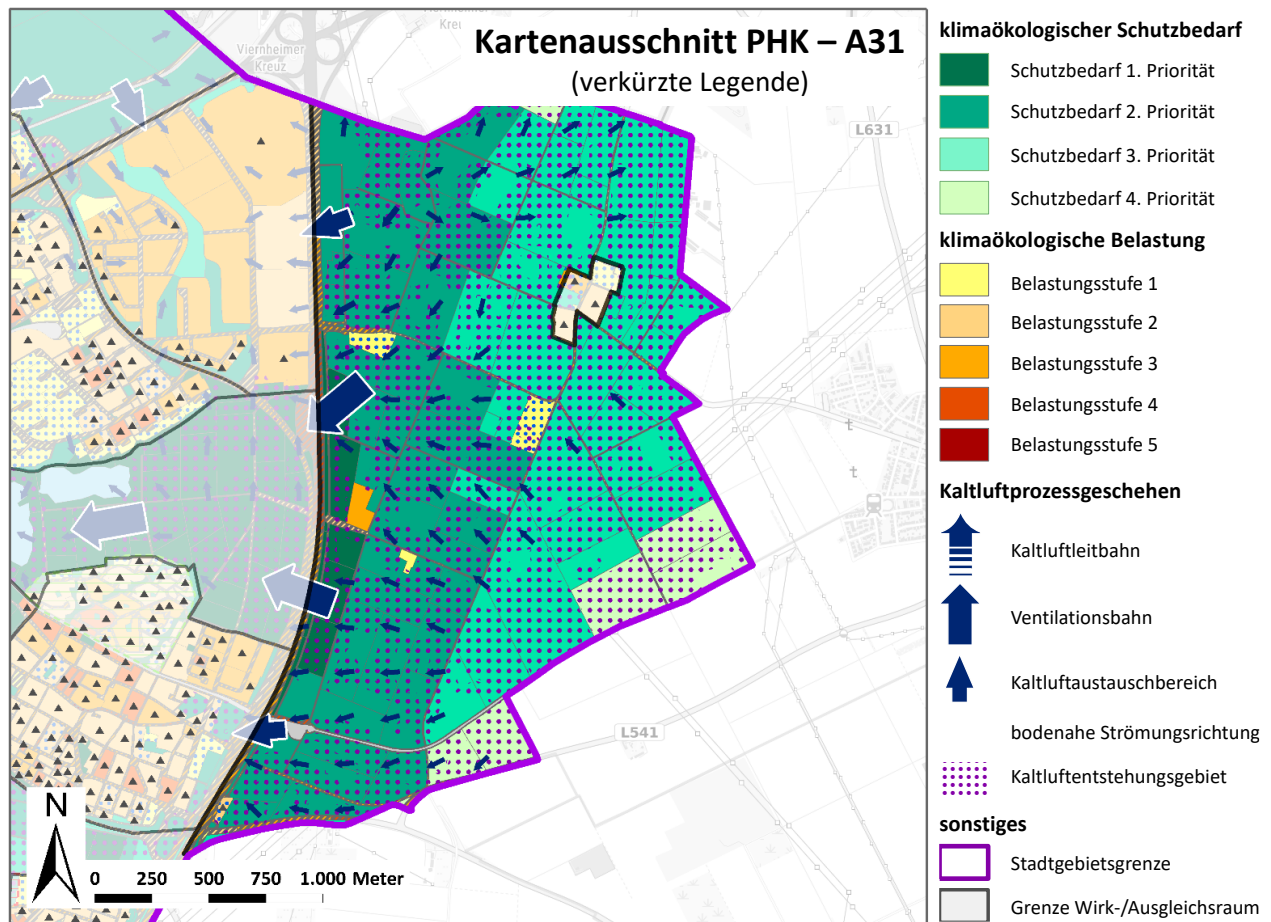 Kartenausschnitt PHK – A31
(verkürzte Legende)
Viernheimer
Kreuz
L631
L541
t
t
N
0 250 500 750 1.000 Meter
klimaökologischer Schutzbedarf
Schutzbedarf 1. Priorität
Schutzbedarf 2. Priorität
Schutzbedarf 3. Priorität
Schutzbedarf 4. Priorität
klimaökologische Belastung
Belastungsstufe 1
Belastungsstufe 2
Belastungsstufe 3
Belastungsstufe 4
Belastungsstufe 5
Kaltluftprozessgeschehen
Kaltluftleitbahn
Ventilationsbahn
Kaltluftaustauschbereich
bodenahe Strömungsrichtung
Kaltluftentstehungsgebiet
sonstiges
Stadtgebietsgrenze
Grenze Wirk-/Ausgleichsraum